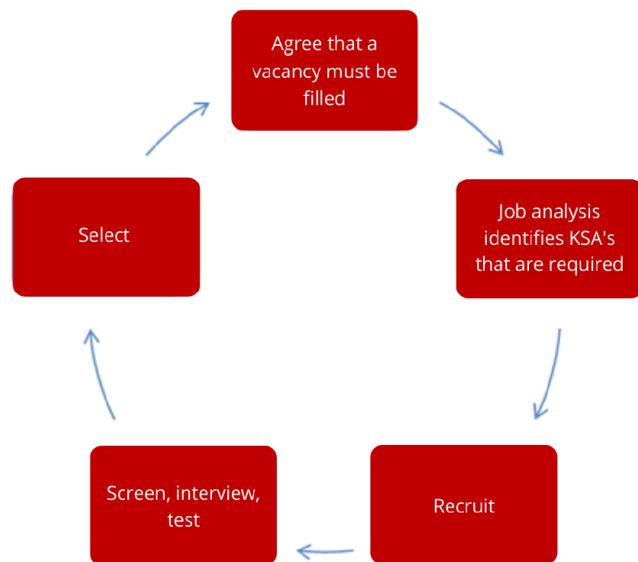 Agree that a
vacancy must be
filled
Job analysis
identifies KSA's
that are required
Recruit
Screen, interview,
test
Select